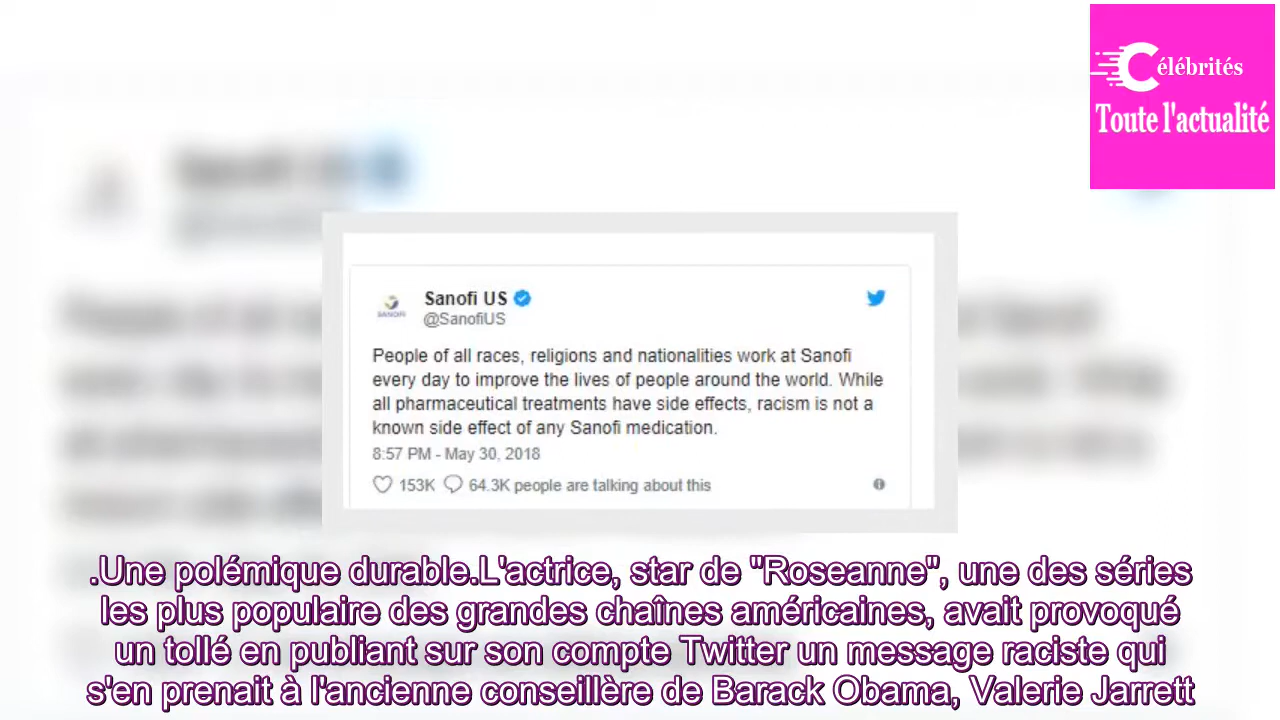 Célébrités
Toute l'actualité
Sanofi US
@SanofiUS
SANOFI
People of all races, religions and nationalities work at Sanofi
every day to improve the lives of people around the world. While
all pharmaceutical treatments have side effects, racism is not a
known side effect of any Sanofi medication.
8:57 PM - May 30, 2018
153K 64.3K people are talking about this
.Une polémique durable.L'actrice, star de "Roseanne", une des séries
les plus populaire des grandes chaînes américaines, avait provoqué
un tollé en publiant sur son compte Twitter un message raciste qui
s'en prenait à l'ancienne conseillère de Barack Obama, Valerie Jarrett